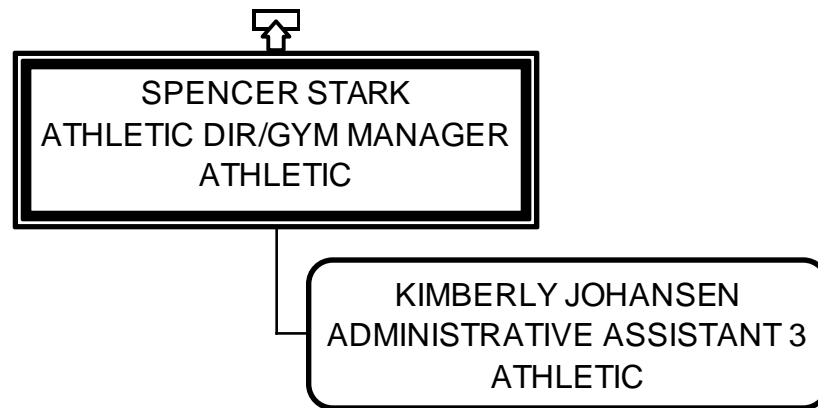 SPENCER STARK
ATHLETIC DIR/GYM MANAGER
ATHLETIC
KIMBERLY JOHANSEN
ADMINISTRATIVE ASSISTANT 3
ATHLETIC